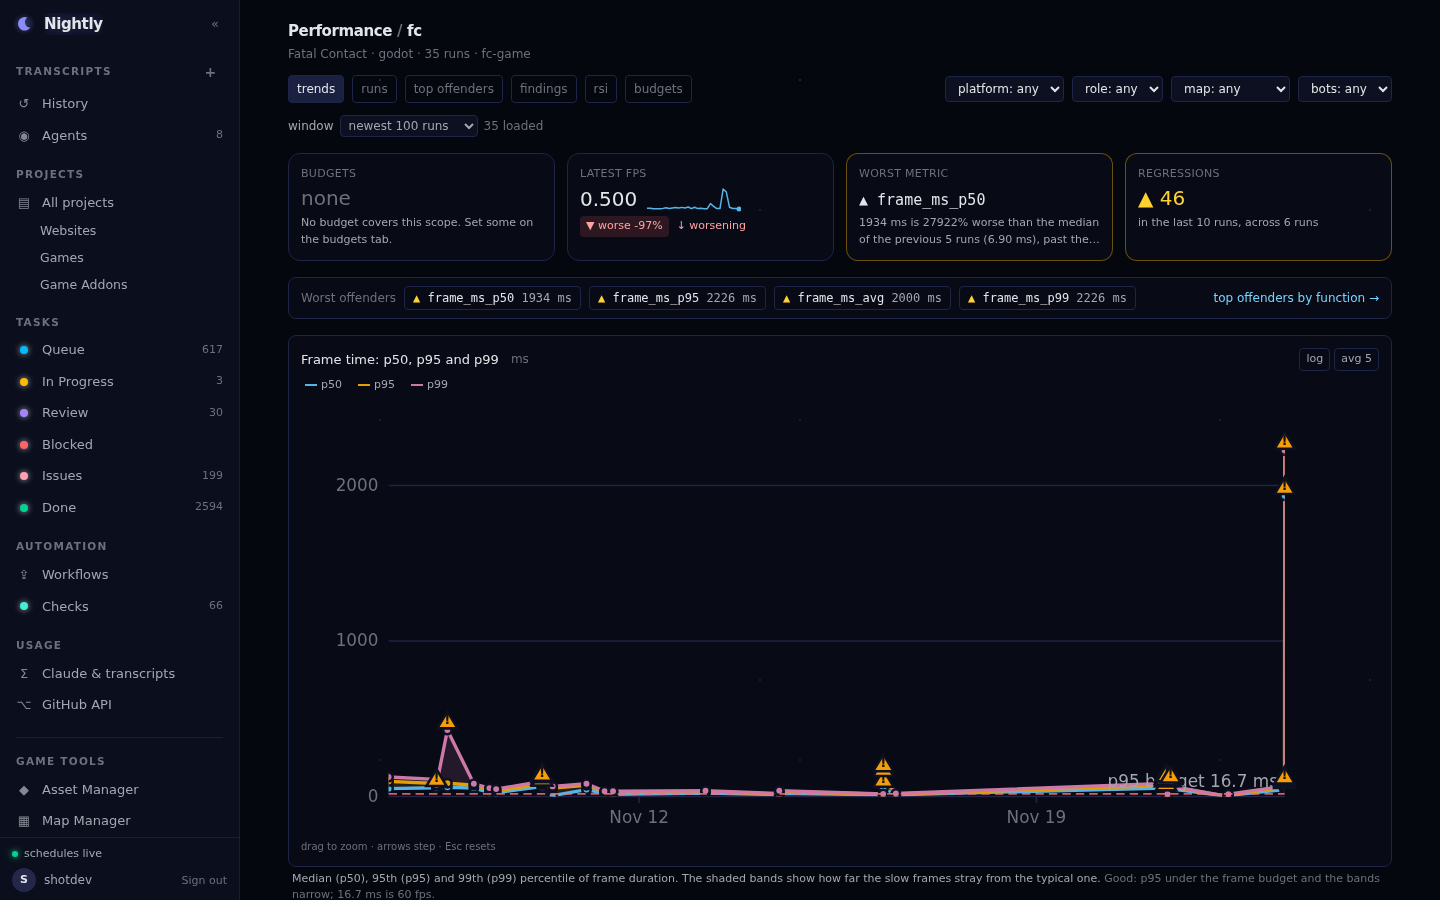 Nightly
«
TRANSCRIPTS
+
History
Agents 8
PROJECTS
All projects
Websites
Games
Game Addons
TASKS
Queue 617
In Progress 3
Review 30
Blocked
Issues 199
Done 2594
AUTOMATION
Workflows
Checks 66
USAGE
Σ Claude & transcripts
GitHub API
GAME TOOLS
Asset Manager
Map Manager
schedules live
S shotdev Sign out
Performance / fc
Fatal Contact · godot · 35 runs · fc-game
trends runs top offenders findings rsi budgets
platform: any role: any map: any bots: any
window newest 100 runs 35 loaded
BUDGETS
none
No budget covers this scope. Set some on
the budgets tab.
LATEST FPS
0.500
▼ worse -97% ↓ worsening
WORST METRIC
▲ frame_ms_p50
1934 ms is 27922% worse than the median
of the previous 5 runs (6.90 ms), past the…
REGRESSIONS
▲ 46
in the last 10 runs, across 6 runs
Worst offenders ▲ frame_ms_p50 1934 ms ▲ frame_ms_p95 2226 ms ▲ frame_ms_avg 2000 ms ▲ frame_ms_p99 2226 ms top offenders by function →
Frame time: p50, p95 and p99 ms
log avg 5
p50 p95 p99
2000
1000
0
p95 16.7 ms
Nov 12 Nov 19
drag to zoom · arrows step · Esc resets
Median (p50), 95th (p95) and 99th (p99) percentile of frame duration. The shaded bands show how far the slow frames stray from the typical one. Good: p95 under the frame budget and the bands
narrow; 16.7 ms is 60 fps.